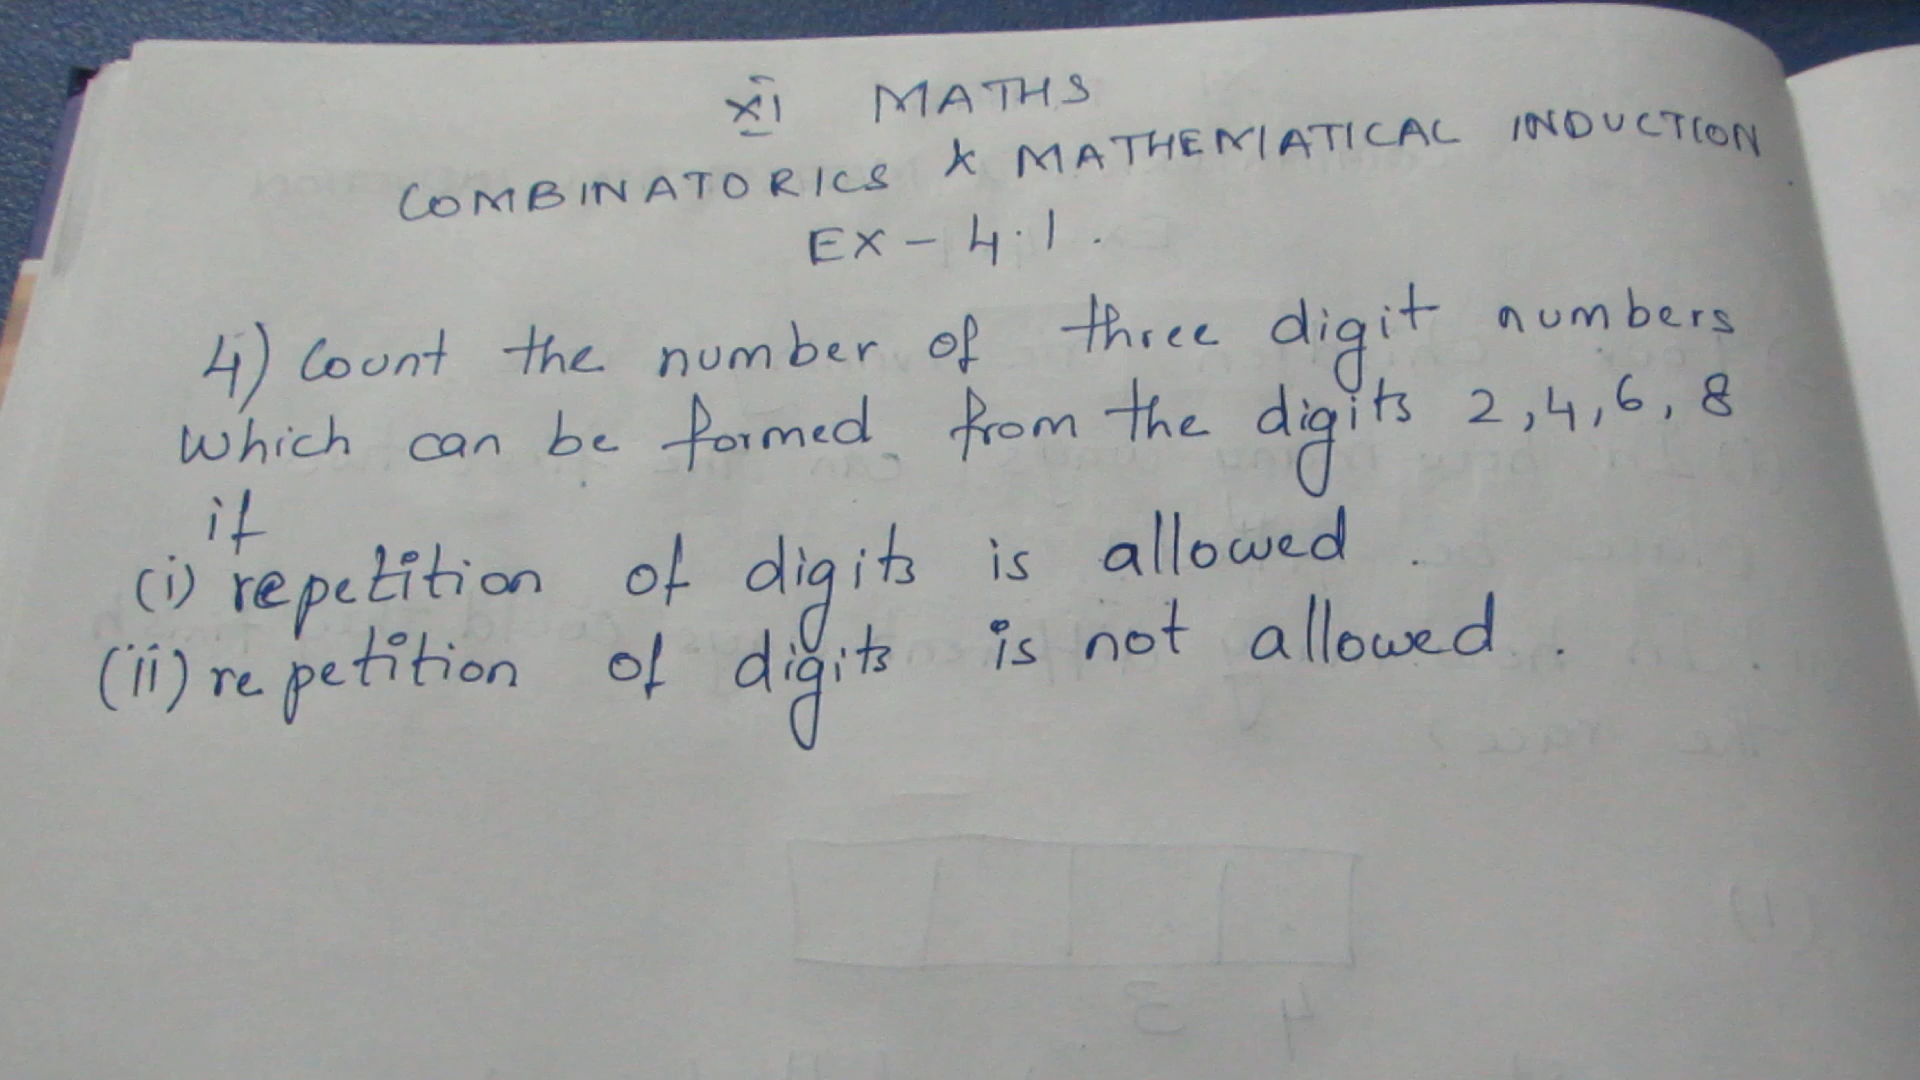 XI MATHS
COMBINATORICS & MATHEMATICAL INDUCTION
EX - 4.1.
4) Count the number of three digit numbers
which can be formed from the digits 2,4,6,8
if
(i) repetition of digits is allowed.
(ii) repetition of digits is not allowed.